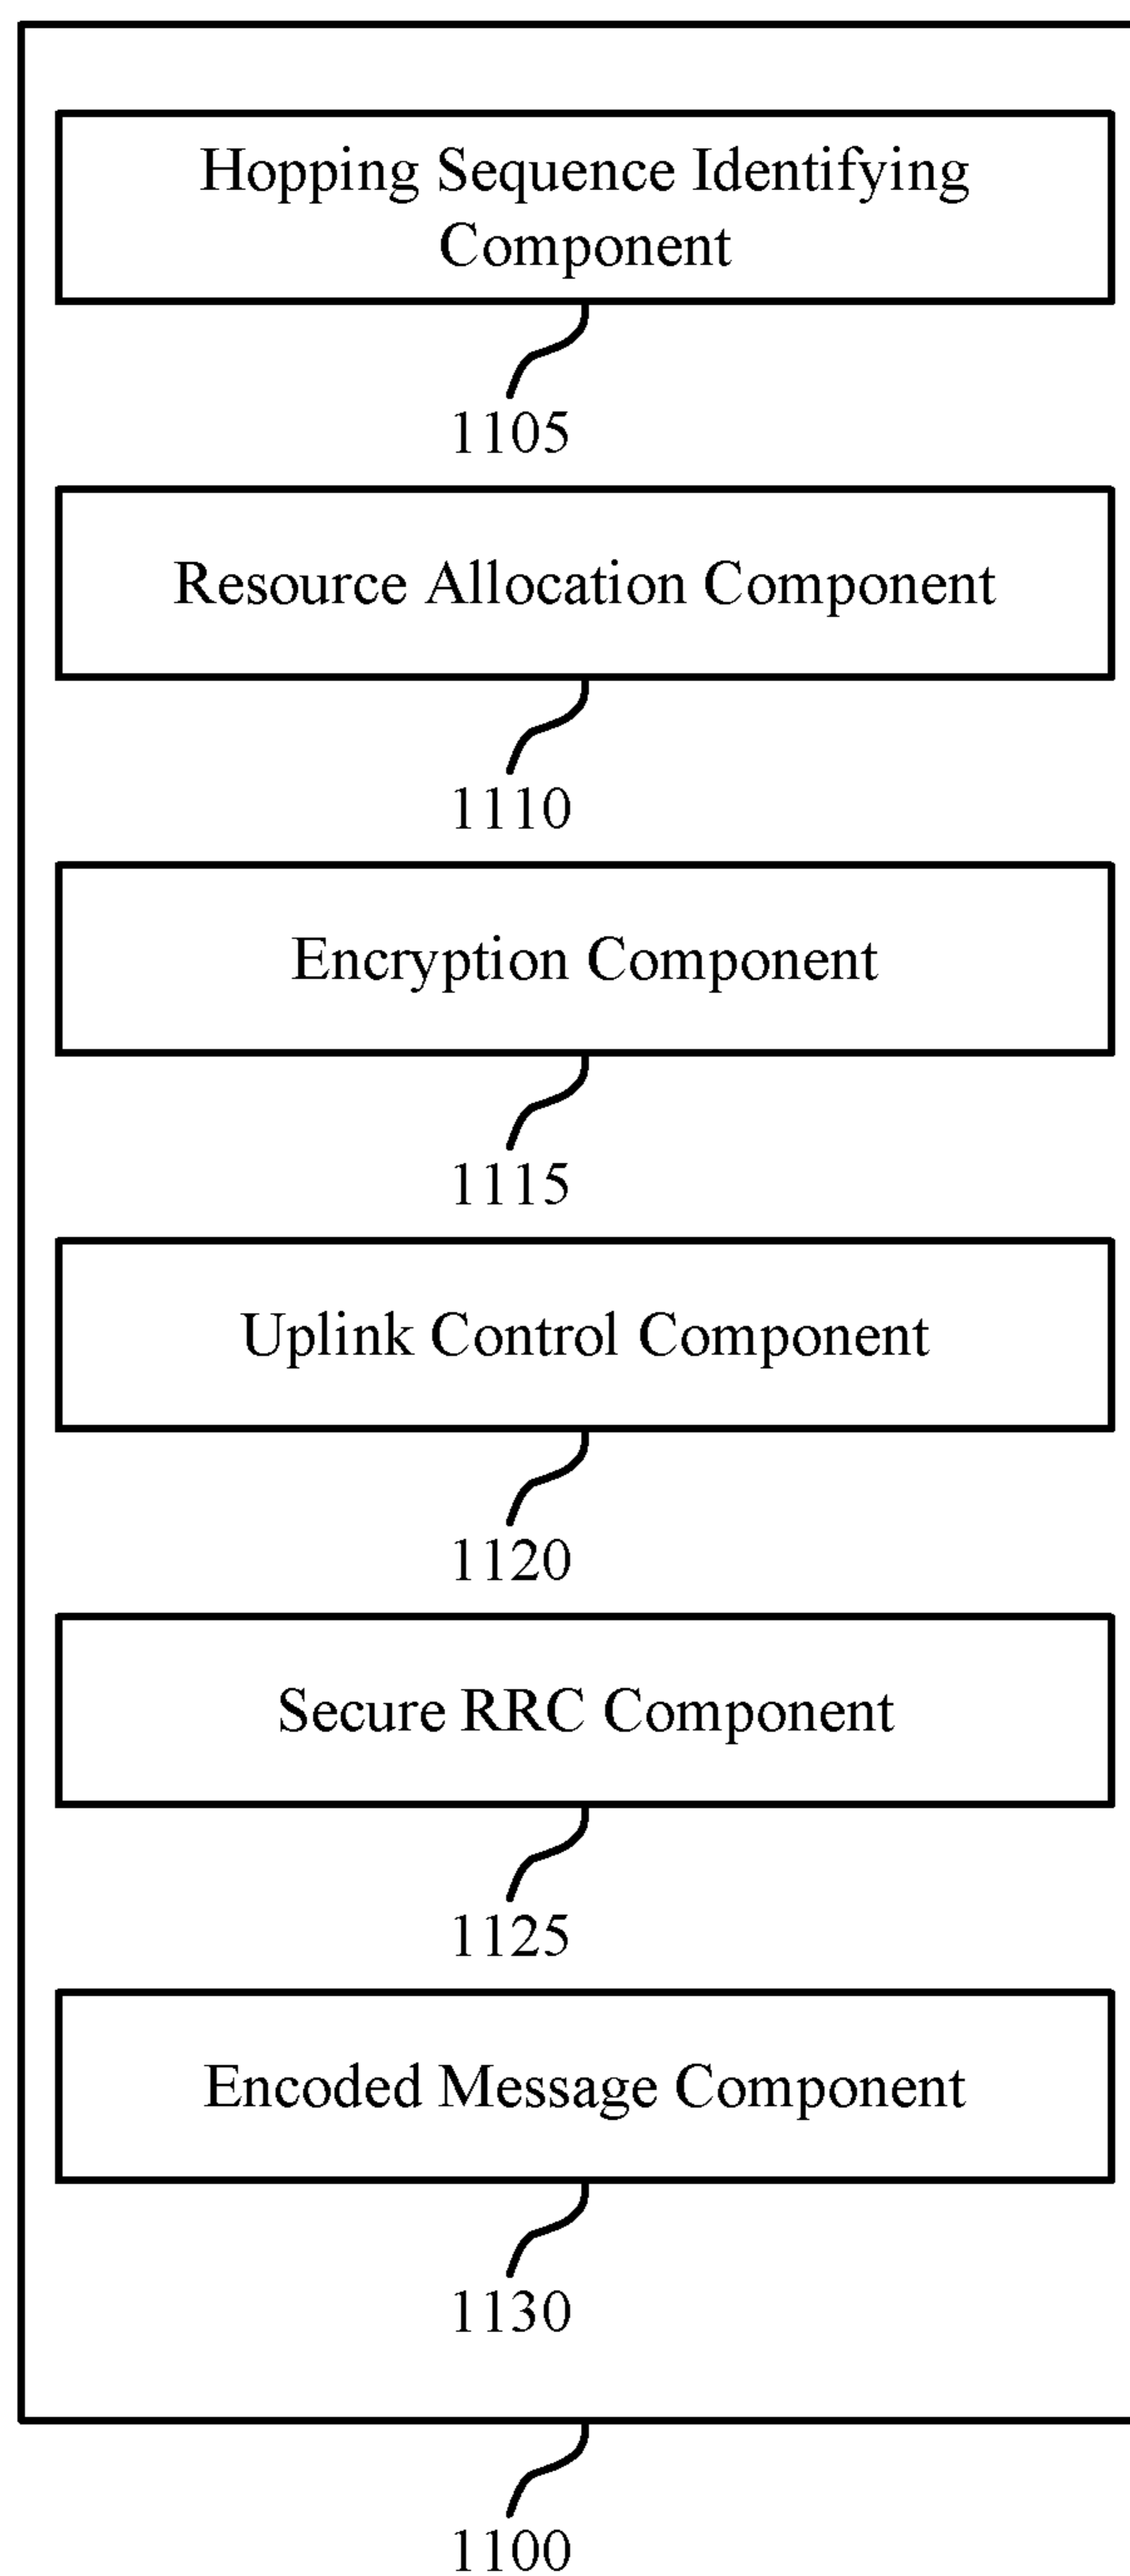 Hopping Sequence Identifying
Component
1105
Resource Allocation Component
1110
Encryption Component
1115
Uplink Control Component
1120
Secure RRC Component
1125
Encoded Message Component
1130
1100